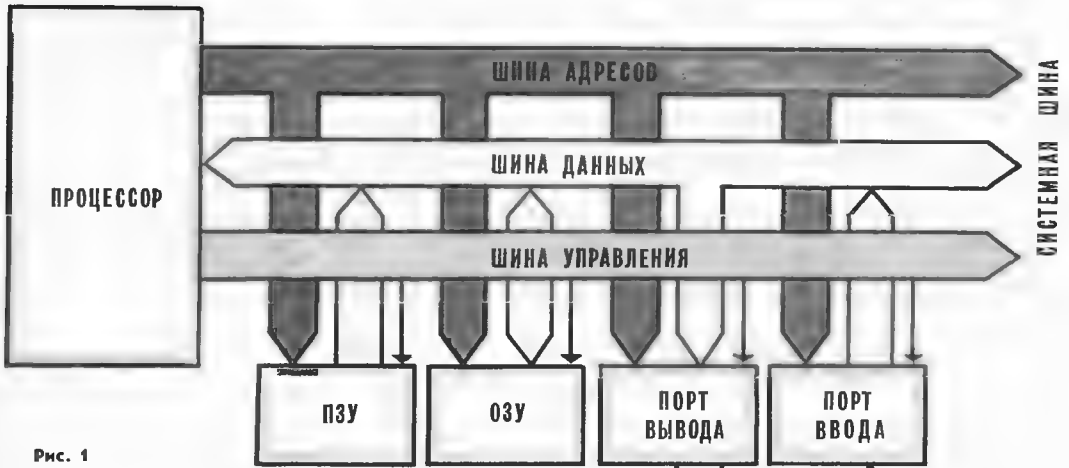 ШИНА АДРЕСОВ
СИСТЕМНАЯ ШИНА
ШИНА ДАННЫХ
ПРОЦЕССОР
ШИНА УПРАВЛЕНИЯ
ПЗУ
ОЗУ
ПОРТ
ВЫВОДА
ПОРТ
ВВОДА
Рис. 1